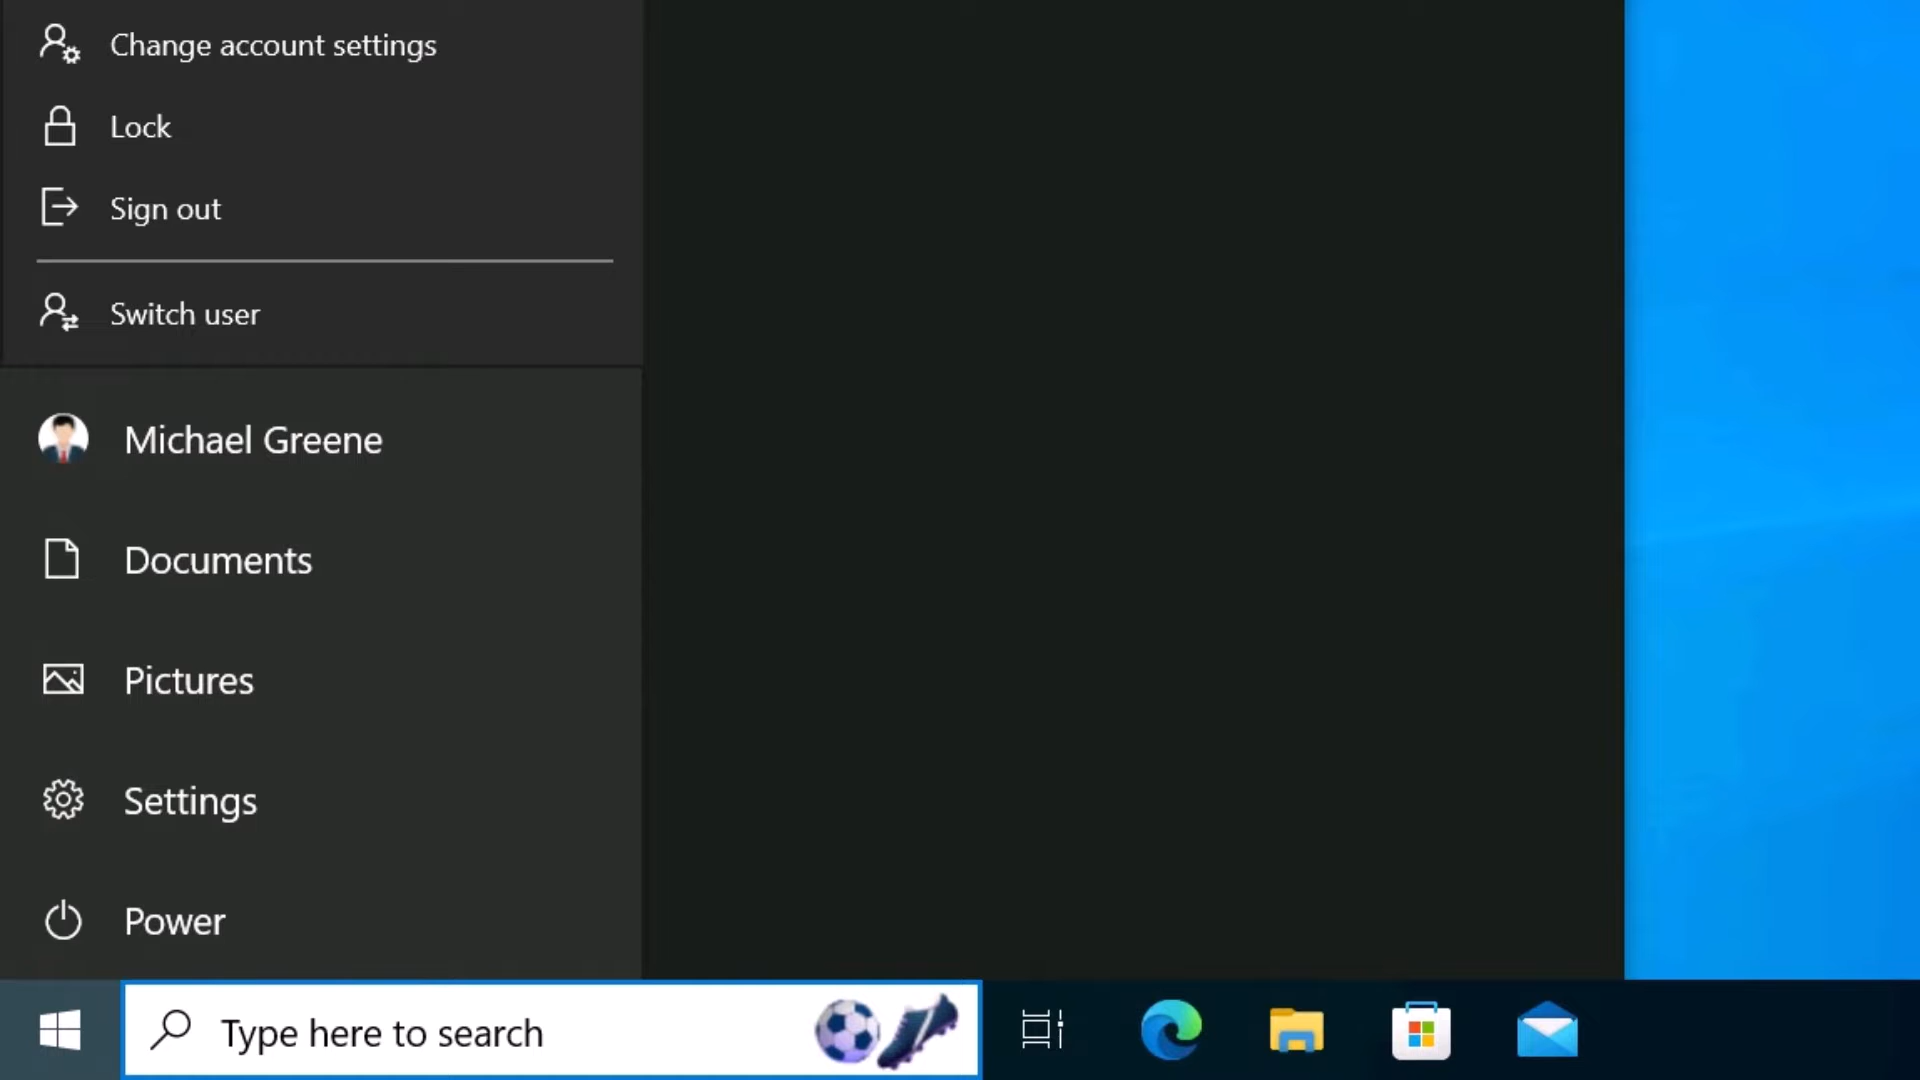 Change account settings
Lock
Sign out
Switch user
Michael Greene
Documents
Pictures
Settings
Power
Type here to search